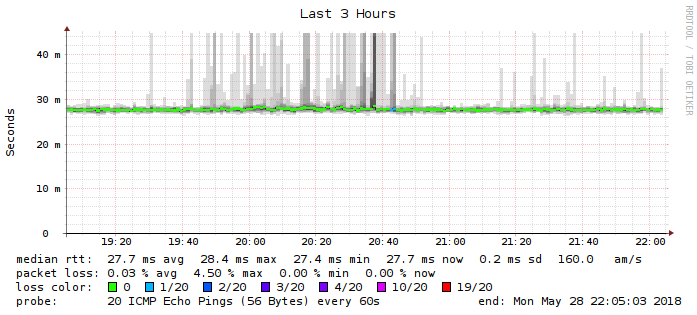 Last 3 Hours
RRDTOOL / TOBI OETIKER
Seconds
40 m
30 m
20 m
10 m
0
19:20 19:40 20:00 20:20 20:40 21:00 21:20 21:40 22:00
median rtt: 27.7 ms avg 28.4 ms max 27.4 ms min 27.7 ms now 0.2 ms sd 160.0 am/s
packet loss: 0.03 % avg 4.50 % max 0.00 % min 0.00 % now
loss color: 0 1/20 2/20 3/20 4/20 10/20 19/20
probe: 20 ICMP Echo Pings (56 Bytes) every 60s end: Mon May 28 22:05:03 2018